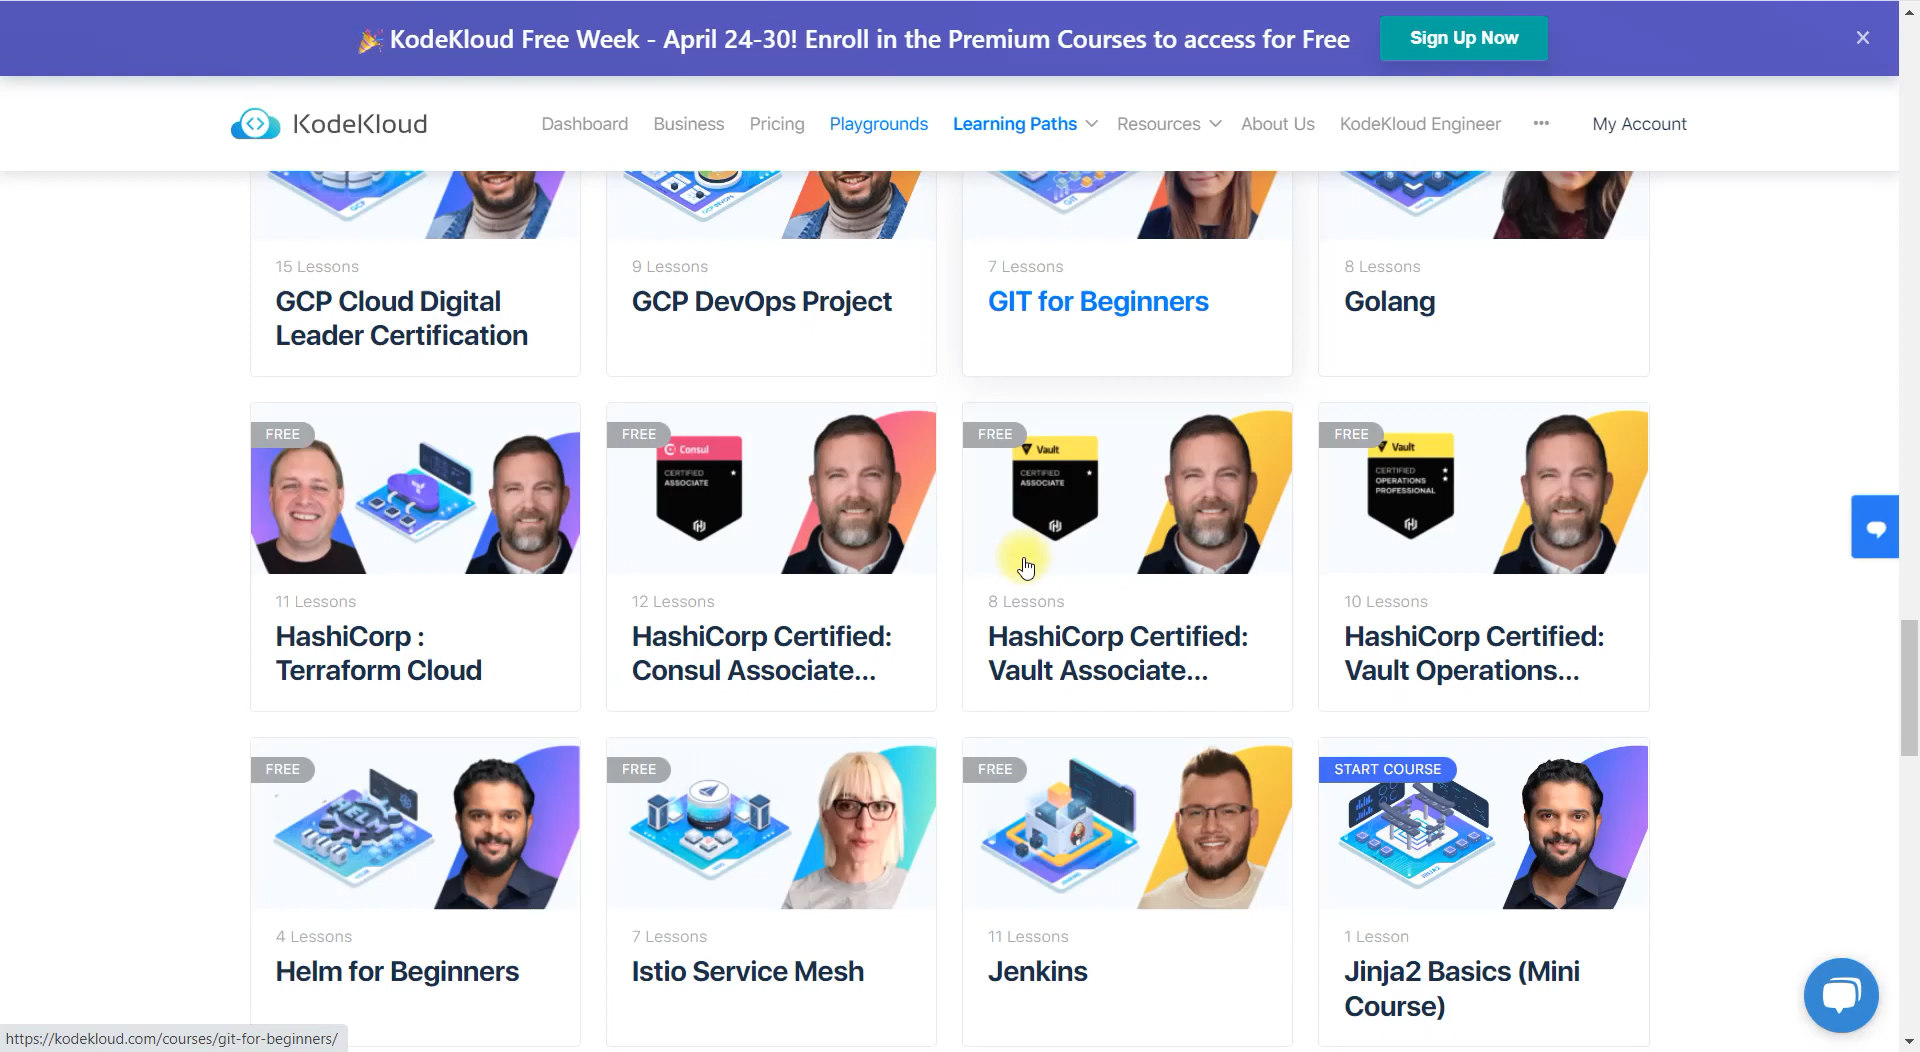 🎉 KodeKloud Free Week - April 24-30! Enroll in the Premium Courses to access for Free
Sign Up Now
×
KodeKloud
Dashboard
Business
Pricing
Playgrounds
Learning Paths
Resources
About Us
KodeKloud Engineer
•••
My Account
GCP
GCP DEVOPS
GIT
15 Lessons
GCP Cloud Digital
Leader Certification
9 Lessons
GCP DevOps Project
7 Lessons
GIT for Beginners
8 Lessons
Golang
FREE
11 Lessons
HashiCorp :
Terraform Cloud
FREE
Consul
CERTIFIED
ASSOCIATE
12 Lessons
HashiCorp Certified:
Consul Associate...
FREE
Vault
CERTIFIED
ASSOCIATE
8 Lessons
HashiCorp Certified:
Vault Associate...
FREE
Vault
CERTIFIED
OPERATIONS
PROFESSIONAL
10 Lessons
HashiCorp Certified:
Vault Operations...
FREE
HELM
4 Lessons
Helm for Beginners
FREE
7 Lessons
Istio Service Mesh
FREE
11 Lessons
Jenkins
START COURSE
1 Lesson
Jinja2 Basics (Mini
Course)
https://kodekloud.com/courses/git-for-beginners/